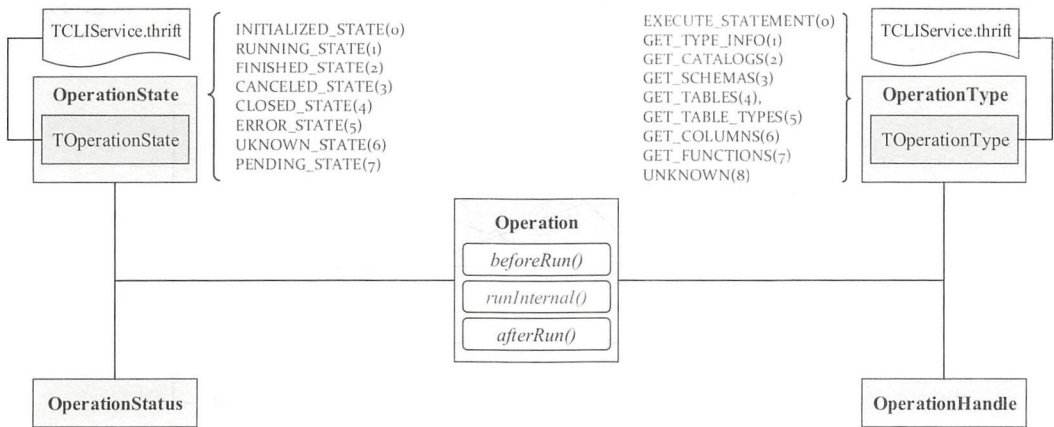 TCLIService.thrift
OperationState
TOperationState
INITIALIZED_STATE(0)
RUNNING_STATE(1)
FINISHED_STATE(2)
CANCELED_STATE(3)
CLOSED_STATE(4)
ERROR_STATE(5)
UKNOWN_STATE(6)
PENDING_STATE(7)
EXECUTE_STATEMENT(0)
GET_TYPE_INFO(1)
GET_CATALOGS(2)
GET_SCHEMAS(3)
GET_TABLES(4),
GET_TABLE_TYPES(5)
GET_COLUMNS(6)
GET_FUNCTIONS(7)
UNKNOWN(8)
TCLIService.thrift
OperationType
TOperationType
Operation
beforeRun()
runInternal()
afterRun()
OperationStatus
OperationHandle